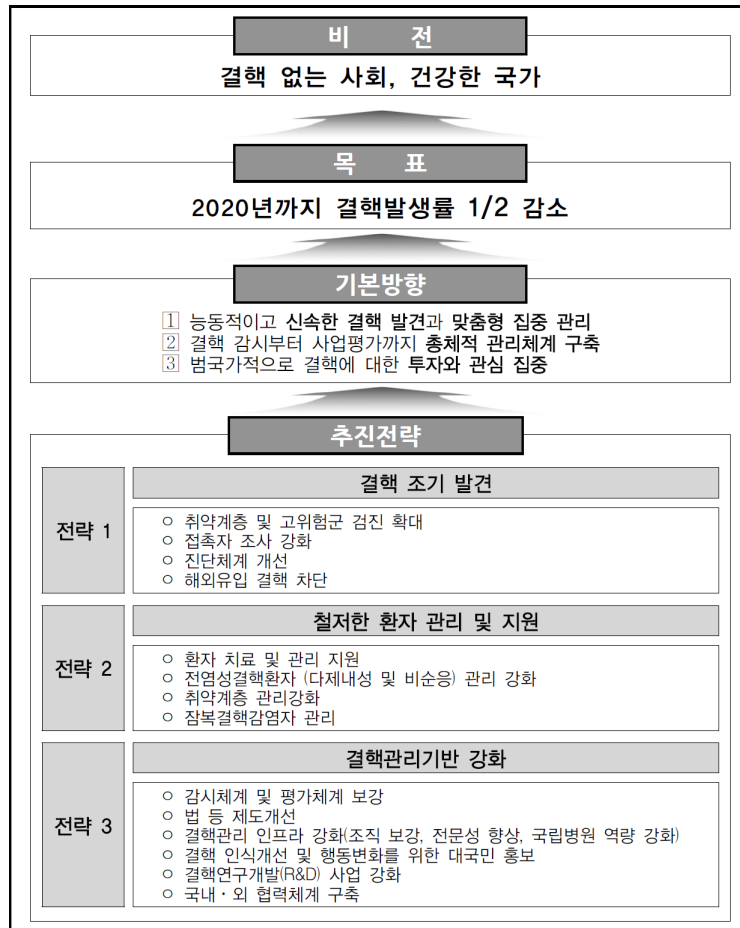 비 전
결핵 없는 사회, 건강한 국가
목 표
2020년까지 결핵발생률 1/2 감소
기본방향
1 능동적이고 신속한 결핵 발견과 맞춤형 집중 관리
2 결핵 감시부터 사업평가까지 총체적 관리체계 구축
3 범국가적으로 결핵에 대한 투자와 관심 집중
추진전략
전략 1
결핵 조기 발견
○ 취약계층 및 고위험군 검진 확대
○ 접촉자 조사 강화
○ 진단체계 개선
○ 해외유입 결핵 차단
전략 2
철저한 환자 관리 및 지원
○ 환자 치료 및 관리 지원
○ 전염성결핵환자 (다제내성 및 비순응) 관리 강화
○ 취약계층 관리강화
○ 잠복결핵감염자 관리
전략 3
결핵관리기반 강화
○ 감시체계 및 평가체계 보강
○ 법 등 제도개선
○ 결핵관리 인프라 강화(조직 보강, 전문성 향상, 국립병원 역량 강화)
○ 결핵 인식개선 및 행동변화를 위한 대국민 홍보
○ 결핵연구개발(R&D) 사업 강화
○ 국내・외 협력체계 구축